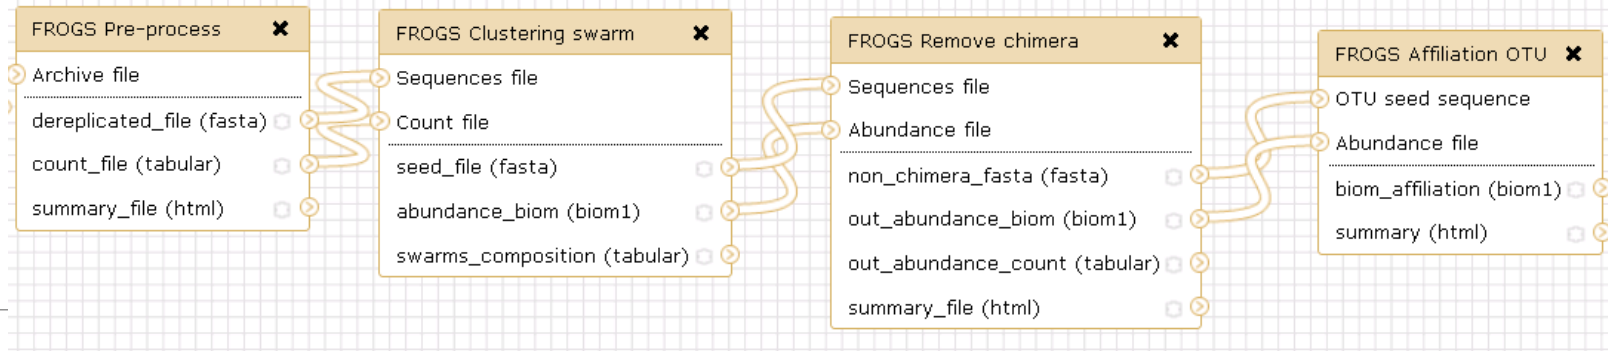 FROGS Pre-process
Archive file
dereplicated_file (fasta)
count_file (tabular)
summary_file (html)
FROGS Clustering swarm
Sequences file
Count file
seed_file (fasta)
abundance_biom (biom1)
swarms_composition (tabular)
FROGS Remove chimera
Sequences file
Abundance file
non_chimera_fasta (fasta)
out_abundance_biom (biom1)
out_abundance_count (tabular)
summary_file (html)
FROGS Affiliation OTU
OTU seed sequence
Abundance file
biom_affiliation (biom1)
summary (html)